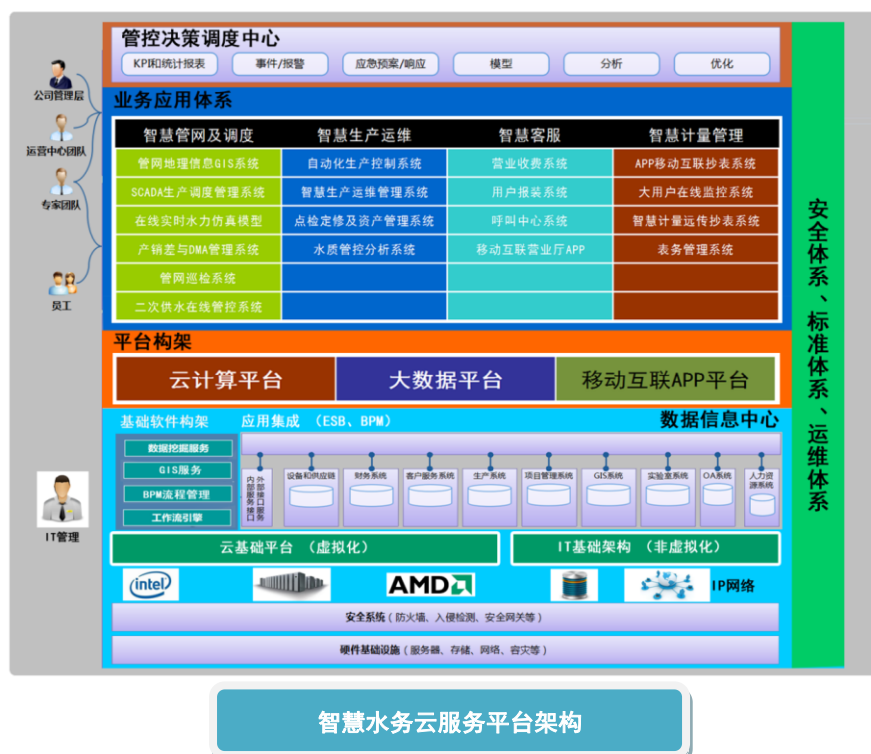 管控决策调度中心
KPI和统计报表
事件/报警
应急预案/响应
模型
分析
优化
公司管理层
运营中心团队
专家团队
员工
业务应用体系
智慧管网及调度
智慧生产运维
智慧客服
智慧计量管理
管网地理信息GIS系统
自动化生产控制系统
营业收费系统
APP移动互联抄表系统
SCADA生产调度管理系统
智慧生产运维管理系统
用户报装系统
大用户在线监控系统
在线实时水力仿真模型
点检定修及资产管理系统
呼叫中心系统
智慧计量远传抄表系统
产销差与DMA管理系统
水质管控分析系统
移动互联营业厅APP
表务管理系统
管网巡检系统
二次供水在线管控系统
平台构架
云计算平台
大数据平台
移动互联APP平台
基础软件构架
应用集成 （ESB、BPM）
数据信息中心
数据挖掘服务
GIS服务
BPM流程管理
工作流引擎
内部服务接口
外部接口服务
设备和供应链
财务系统
客户服务系统
生产系统
项目管理系统
GIS系统
实验室系统
OA系统
人力资源系统
IT管理
云基础平台 （虚拟化）
IT基础架构 （非虚拟化）
intel
AMD
IP网络
安全系统（防火墙、入侵检测、安全网关等）
硬件基础设施（服务器、存储、网络、容灾等）
安全体系、标准体系、运维体系
智慧水务云服务平台架构